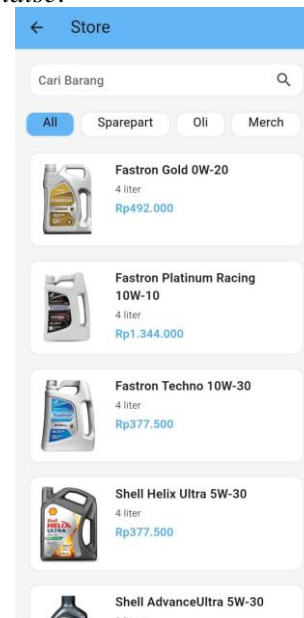 ← Store
Cari Barang
All Sparepart Oli Merch
Fastron Gold 0W-20
4 liter
Rp492.000
Fastron Platinum Racing
10W-10
4 liter
Rp1.344.000
Fastron Techno 10W-30
4 liter
Rp377.500
Shell Helix Ultra 5W-30
4 liter
Rp377.500
Shell AdvanceUltra 5W-30